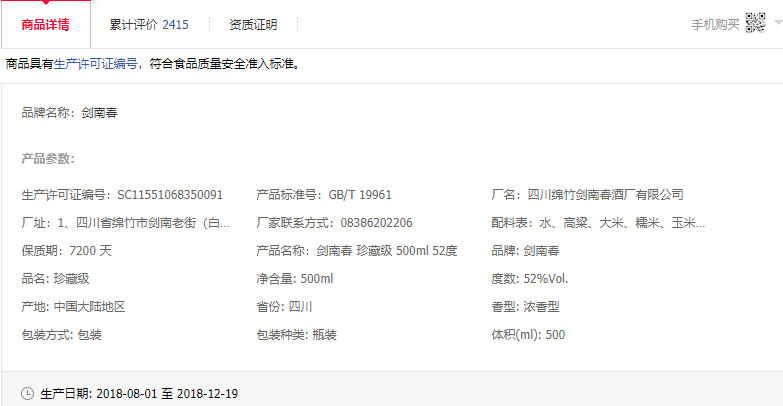 商品详情 累计评价 2415 资质证明 手机购买
商品具有生产许可证编号，符合食品质量安全准入标准。
品牌名称：剑南春
产品参数：
生产许可证编号：SC11551068350091 产品标准号：GB/T 19961 厂名：四川绵竹剑南春酒厂有限公司
厂址：1、四川省绵竹市剑南老街（白... 厂家联系方式：08386202206 配料表：水、高粱、大米、糯米、玉米...
保质期：7200 天 产品名称：剑南春 珍藏级 500ml 52度 品牌: 剑南春
品名: 珍藏级 净含量: 500ml 度数: 52%Vol.
产地: 中国大陆地区 省份: 四川 香型: 浓香型
包装方式: 包装 包装种类: 瓶装 体积(ml): 500
生产日期: 2018-08-01 至 2018-12-19